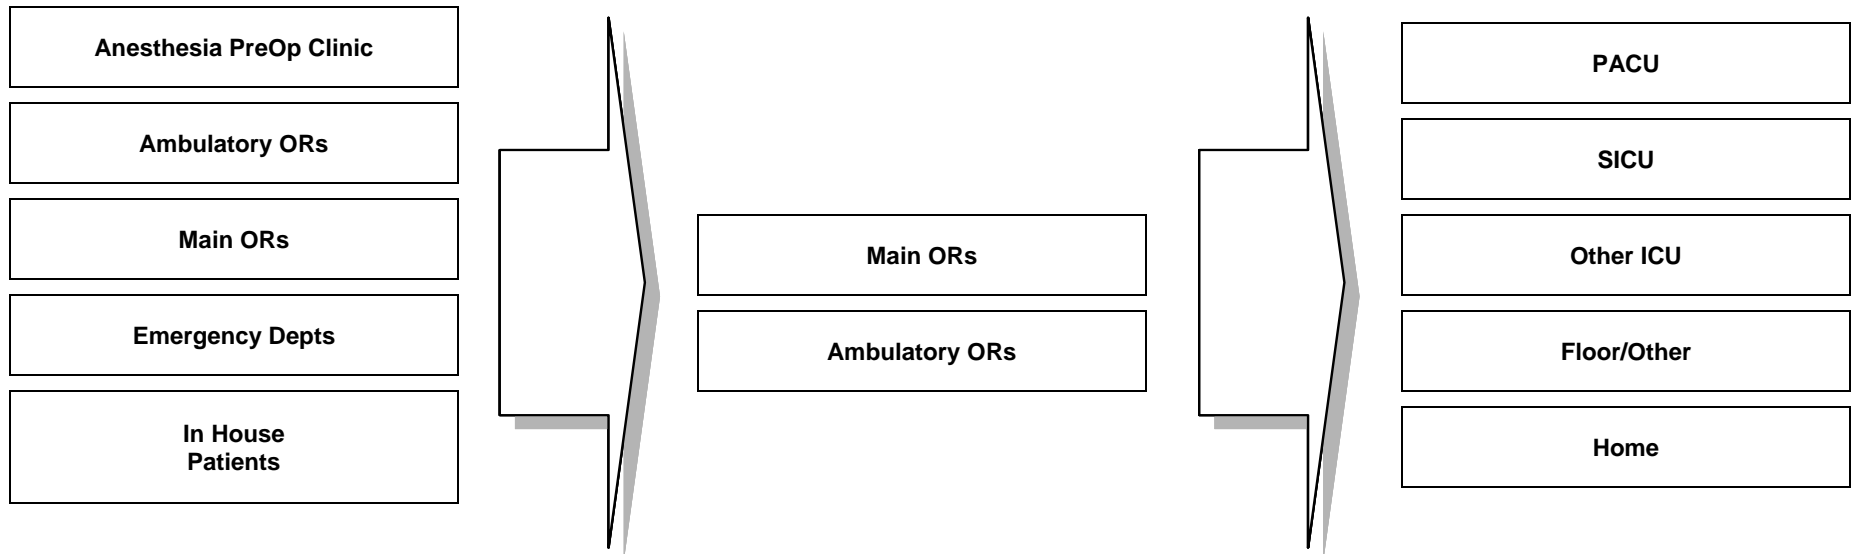 Anesthesia PreOp Clinic
Ambulatory ORs
Main ORs
Emergency Depts
In House
Patients
Main ORs
Ambulatory ORs
PACU
SICU
Other ICU
Floor/Other
Home